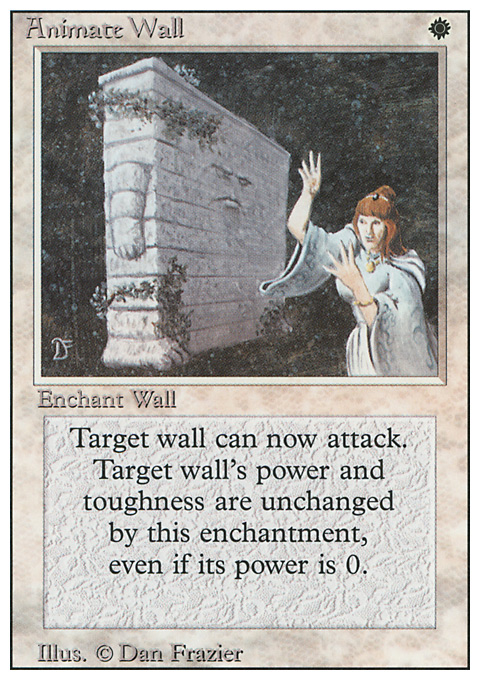 Animate Wall
DF
Enchant Wall
Target wall can now attack.
Target wall's power and
toughness are unchanged
by this enchantment,
even if its power is 0.
Illus. © Dan Frazier